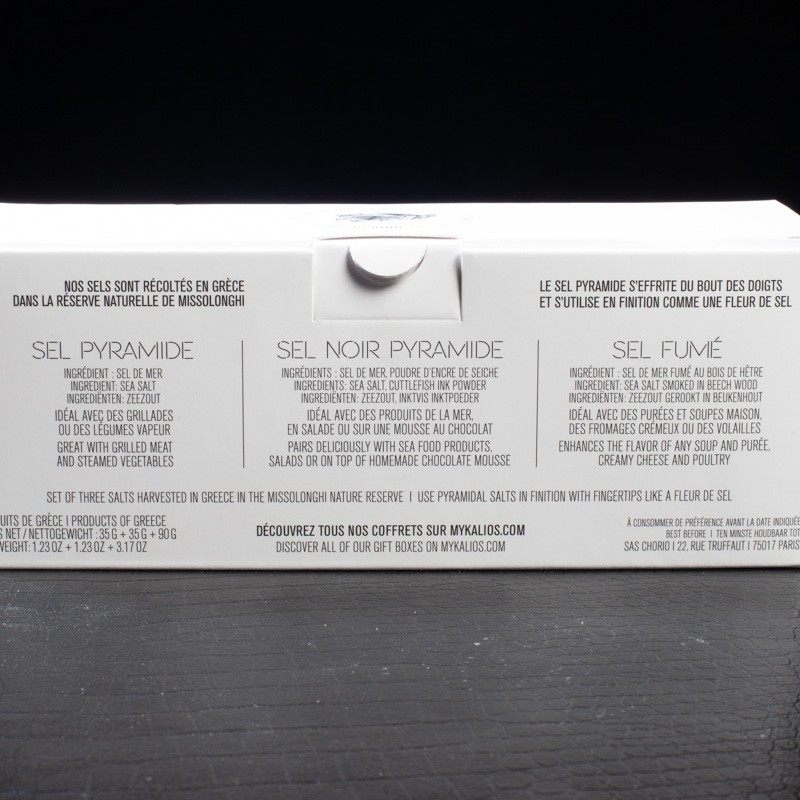 NOS SELS SONT RÉCOLTÉS EN GRÈCE
DANS LA RÉSERVE NATURELLE DE MISSOLONGHI
LE SEL PYRAMIDE S'EFFRITE DU BOUT DES DOIGTS
ET S'UTILISE EN FINITION COMME UNE FLEUR DE SEL
SEL PYRAMIDE
INGRÉDIENT : SEL DE MER
INGREDIENT: SEA SALT
INGREDIËNTEN: ZEEZOUT
IDÉAL AVEC DES GRILLADES
OU DES LÉGUMES VAPEUR
GREAT WITH GRILLED MEAT
AND STEAMED VEGETABLES
SEL NOIR PYRAMIDE
INGRÉDIENTS : SEL DE MER, POUDRE D'ENCRE DE SEICHE
INGREDIENTS: SEA SALT, CUTTLEFISH INK POWDER
INGREDIËNTEN: ZEEZOUT, INKTVIS INKTPOEDER
IDÉAL AVEC DES PRODUITS DE LA MER,
EN SALADE OU SUR UNE MOUSSE AU CHOCOLAT
PAIRS DELICIOUSLY WITH SEA FOOD PRODUCTS,
SALADS OR ON TOP OF HOMEMADE CHOCOLATE MOUSSE
SEL FUMÉ
INGRÉDIENT : SEL DE MER FUMÉ AU BOIS DE HÊTRE
INGREDIENT: SEA SALT SMOKED IN BEECH WOOD
INGREDIËNTEN: ZEEZOUT GEROOKT IN BEUKENHOUT
IDÉAL AVEC DES PURÉES ET SOUPES MAISON,
DES FROMAGES CRÉMEUX OU DES VOLAILLES
ENHANCES THE FLAVOR OF ANY SOUP AND PURÉE,
CREAMY CHEESE AND POULTRY
SET OF THREE SALTS HARVESTED IN GREECE IN THE MISSOLONGHI NATURE RESERVE | USE PYRAMIDAL SALTS IN FINITION WITH FINGERTIPS LIKE A FLEUR DE SEL
UITS DE GRÈCE | PRODUCTS OF GREECE
S NET / NETTOGEWICHT : 35 G + 35 G + 90 G
WEIGHT: 1.23 OZ + 1.23 OZ + 3.17 OZ
DÉCOUVREZ TOUS NOS COFFRETS SUR MYKALIOS.COM
DISCOVER ALL OF OUR GIFT BOXES ON MYKALIOS.COM
À CONSOMMER DE PRÉFÉRENCE AVANT LA DATE INDIQUÉE
BEST BEFORE | TEN MINSTE HOUDBAAR TOT
SAS CHORIO | 22, RUE TRUFFAUT | 75017 PARIS